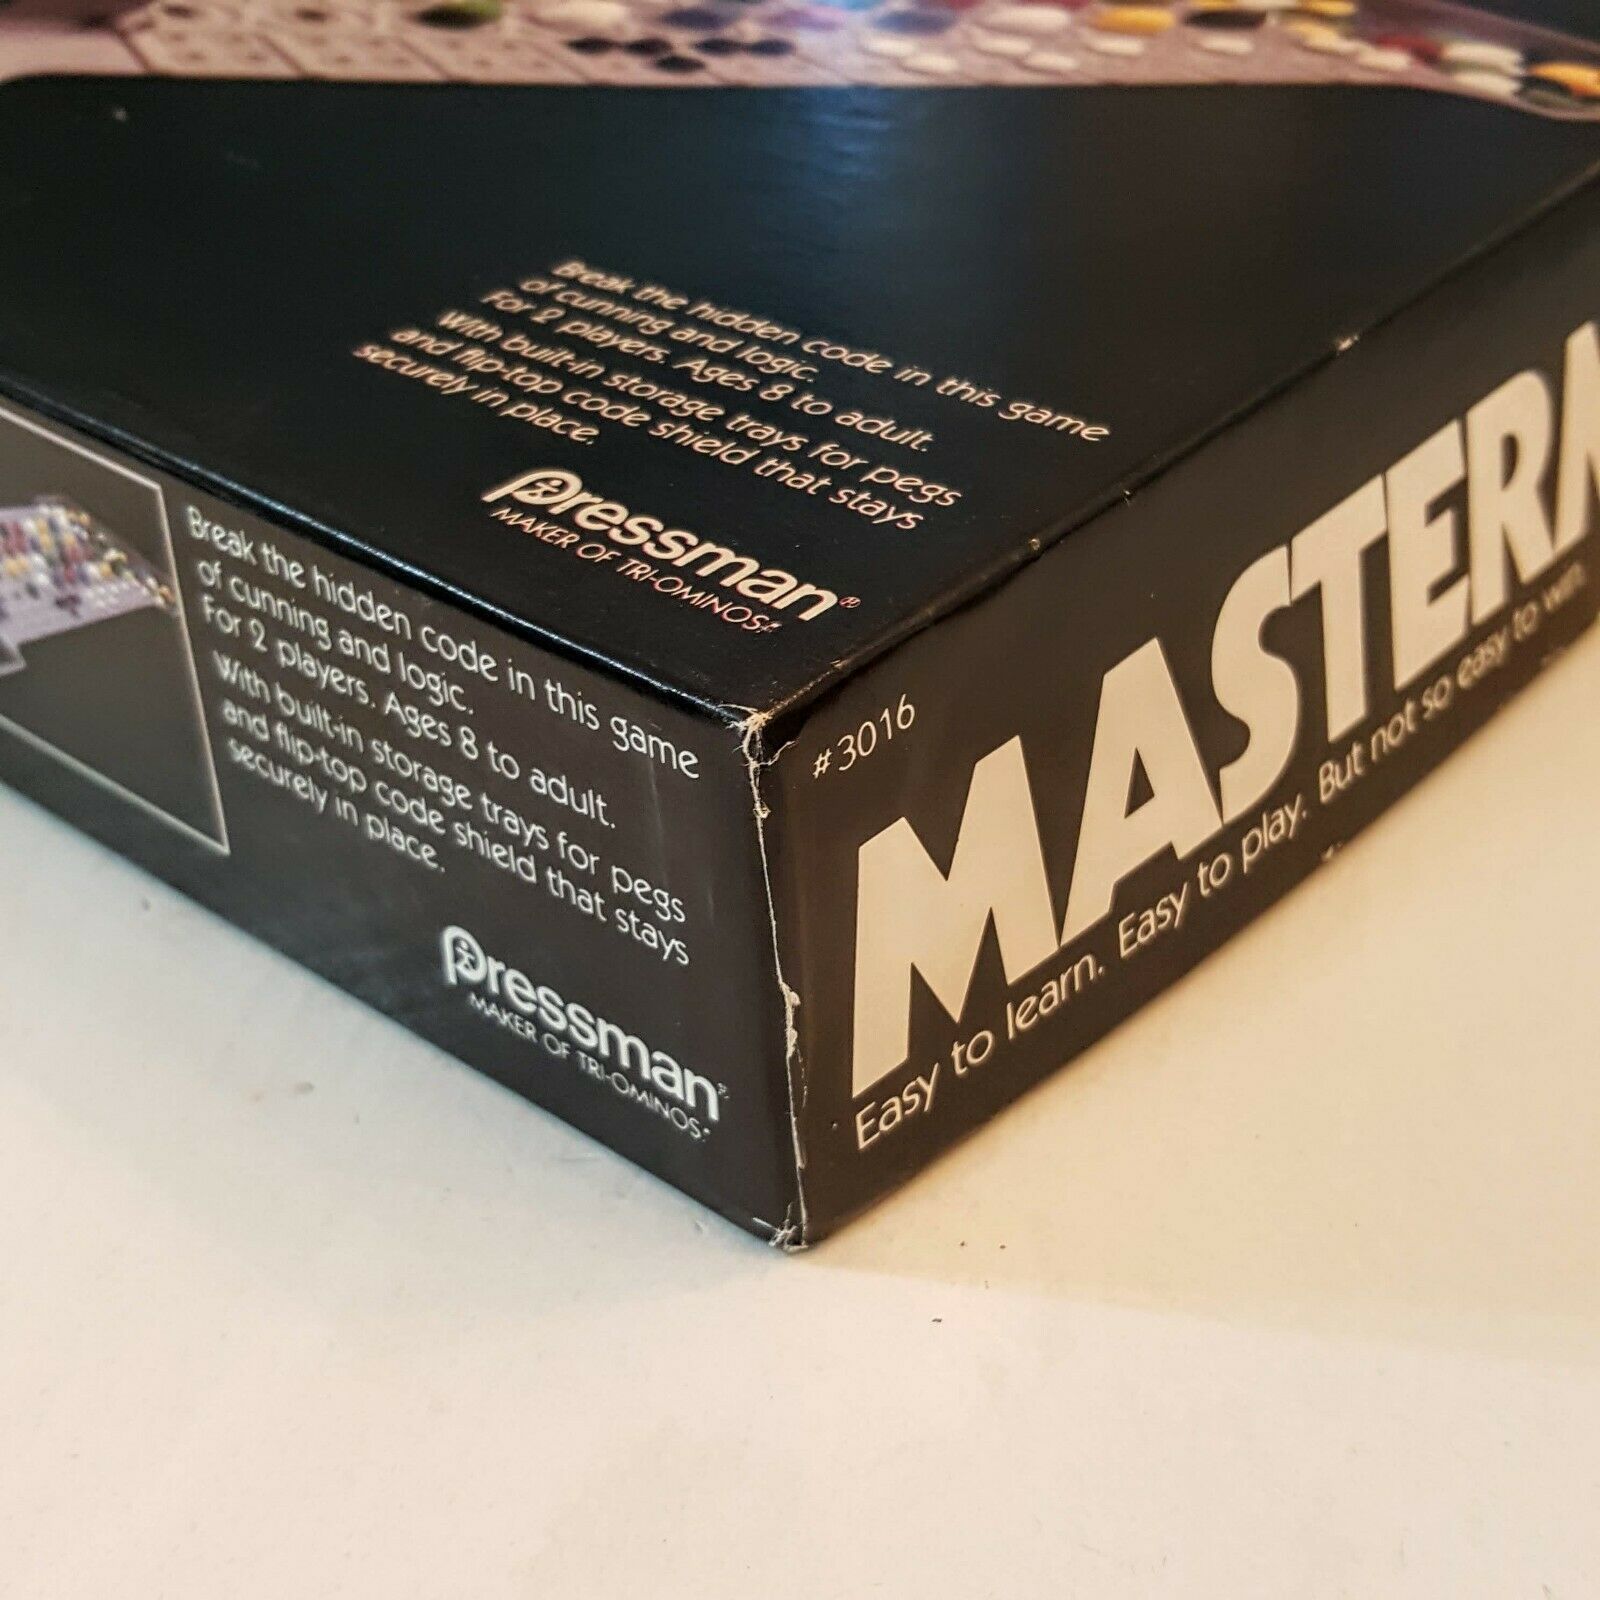 Break the hidden code in this game
of cunning and logic.
For 2 players. Ages 8 to adult.
With built-in storage trays for pegs
and flip-top code shield that stays
securely in place.
Pressman®
MAKER OF TRI-OMINOS®
Break the hidden code in this game
of cunning and logic.
For 2 players. Ages 8 to adult.
With built-in storage trays for pegs
and flip-top code shield that stays
securely in place.
Pressman®
MAKER OF TRI-OMINOS®
#3016
MASTERM
Easy to learn. Easy to play. But not so easy to win.